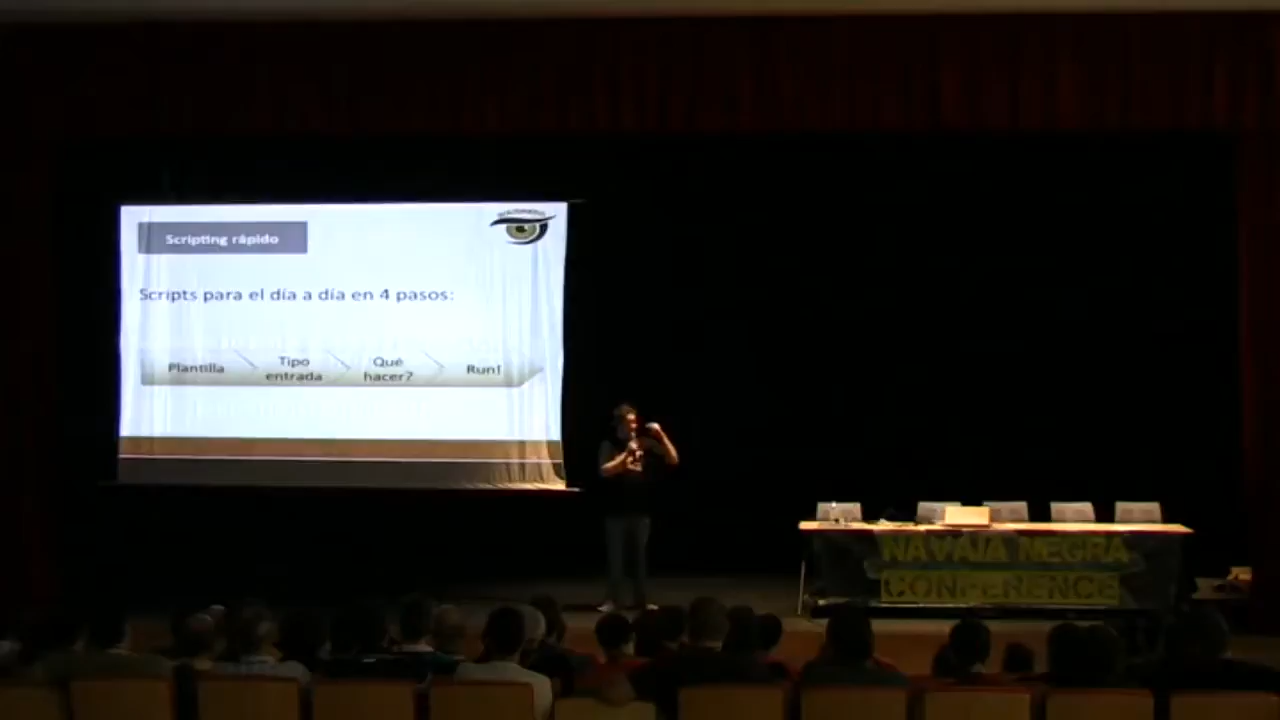 Scripting rápido
Scripts para el día a día en 4 pasos:
Plantilla
Tipo
entrada
Qué
hacer?
Run!
NAVAJA NEGRA
CONFERENCE